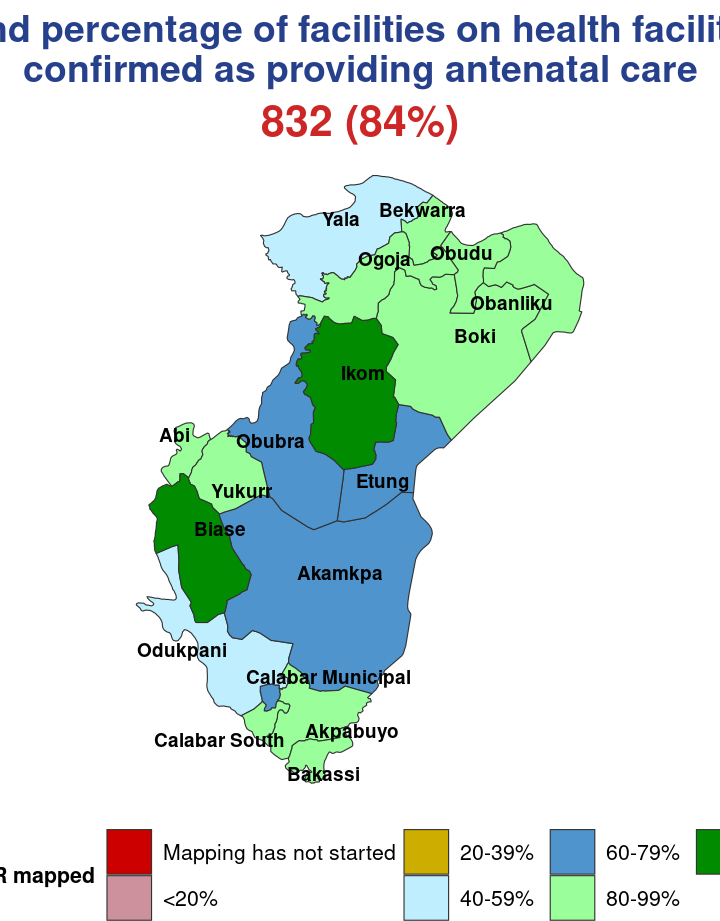 percentage of facilities on health
confirmed as providing antenatal care
832 (84%)
Yala
Bekwarra
Ogoja
Obudu
Obanliku
Boki
Ikom
Abi
Obubra
Yukurr
Etung
Biase
Akamkpa
Odukpani
Calabar Municipal
Calabar South
Akpabuyo
Bakassi
mapped
Mapping has not started
20-39%
60-79%
<20%
40-59%
80-99%